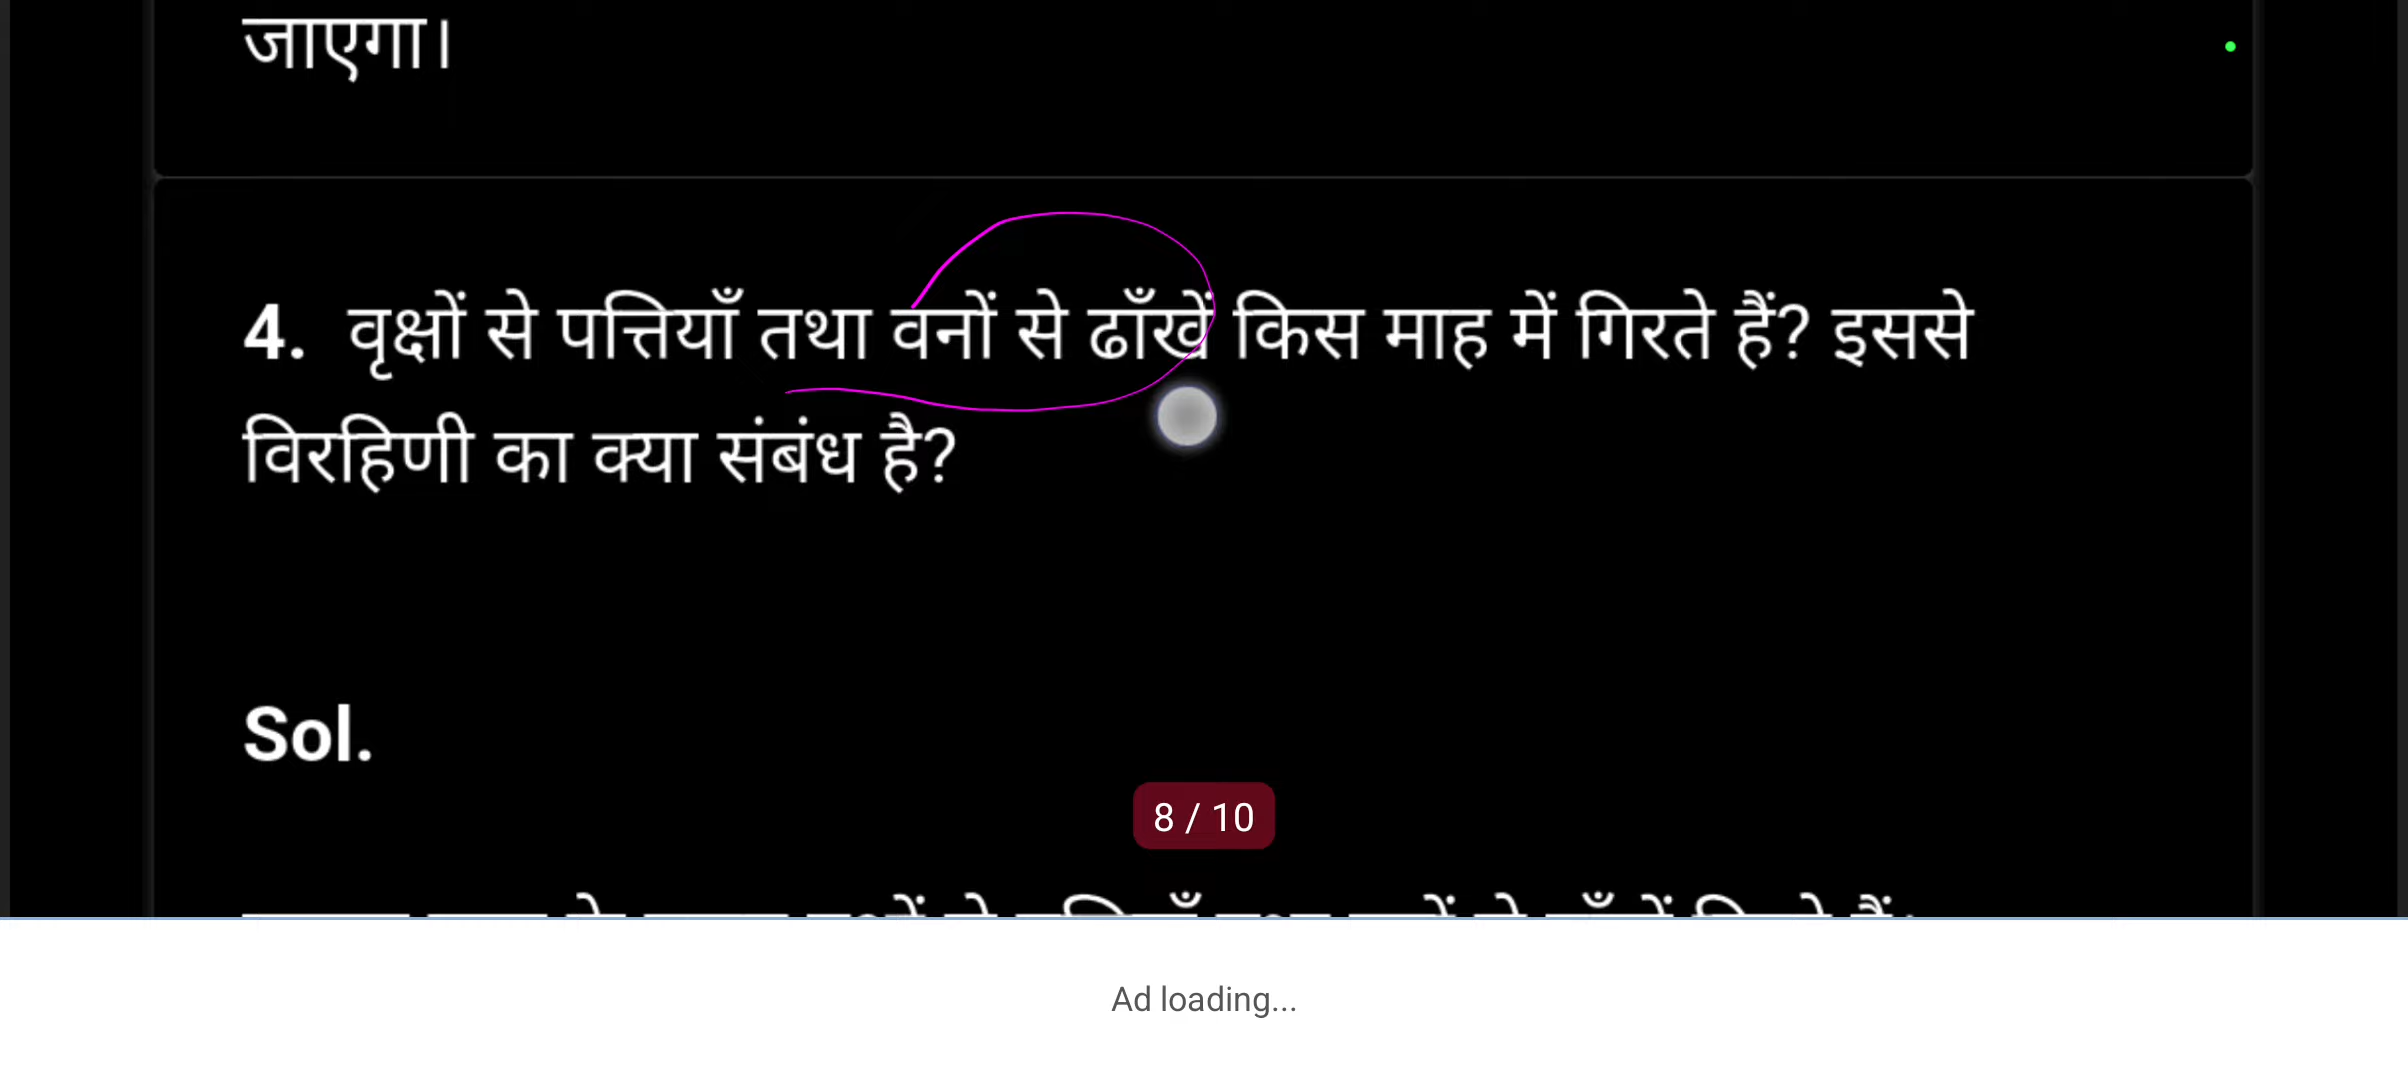 जाएगा।
4. वृक्षों से पत्तियाँ तथा वनों से ढाँखें किस माह में गिरते हैं? इससे
विरहिणी का क्या संबंध है?
Sol.
8 / 10
Ad loading...